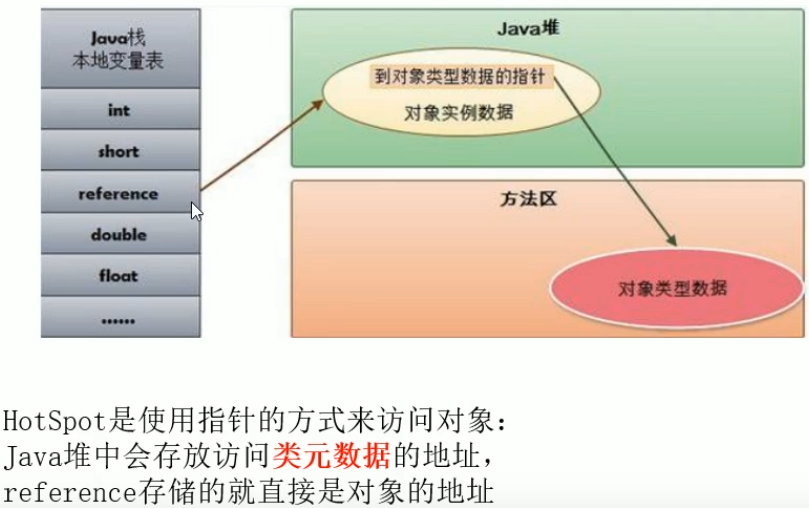 Java栈
本地变量表
int
short
reference
double
float
......
Java堆
到对象类型数据的指针
对象实例数据
方法区
对象类型数据
HotSpot是使用指针的方式来访问对象：
Java堆中会存放访问类元数据的地址，
reference存储的就直接是对象的地址